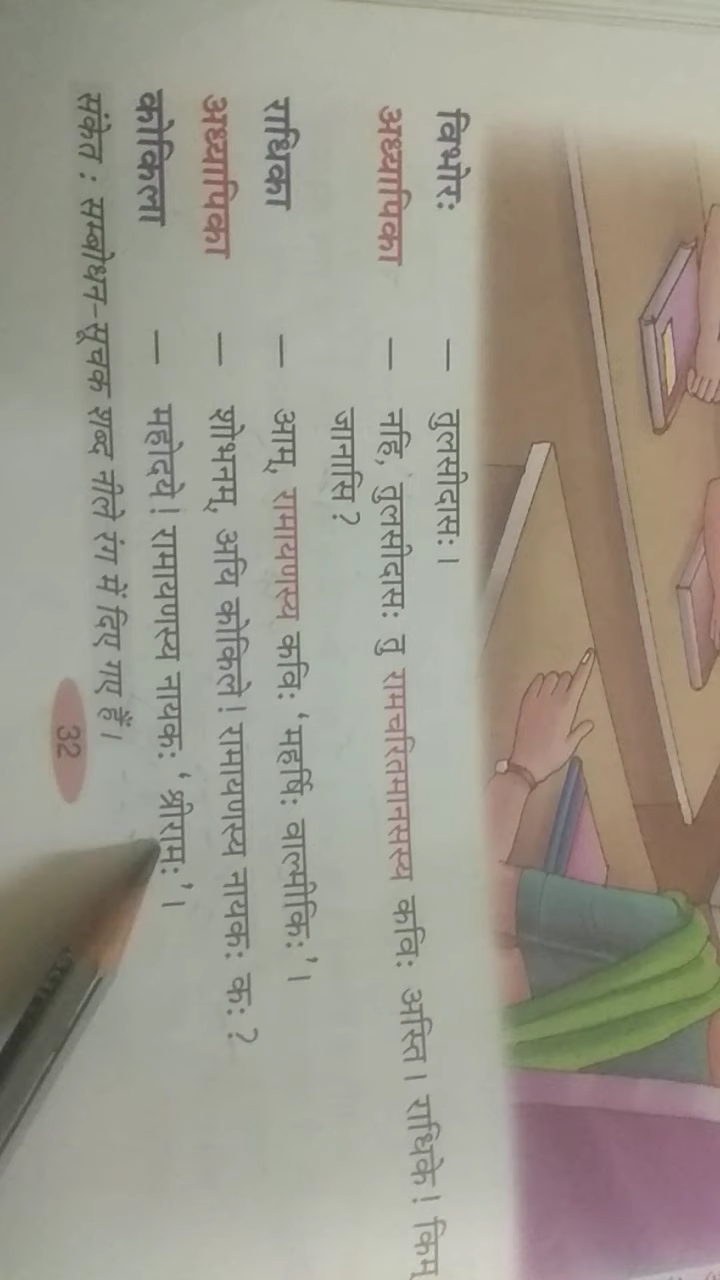 विभोरः – तुलसीदासः।
अध्यापिका – नहि, तुलसीदासः तु रामचरितमानसस्य कविः अस्ति। राधिके! किम्
जानासि?
राधिका – आम्, रामायणस्य कविः ‘महर्षिः वाल्मीकिः’।
अध्यापिका – शोभनम्, अयि कोकिले! रामायणस्य नायकः कः?
कोकिला – महोदये! रामायणस्य नायकः ‘श्रीरामः’।
संकेत : सम्बोधन-सूचक शब्द नीले रंग में दिए गए हैं।
32